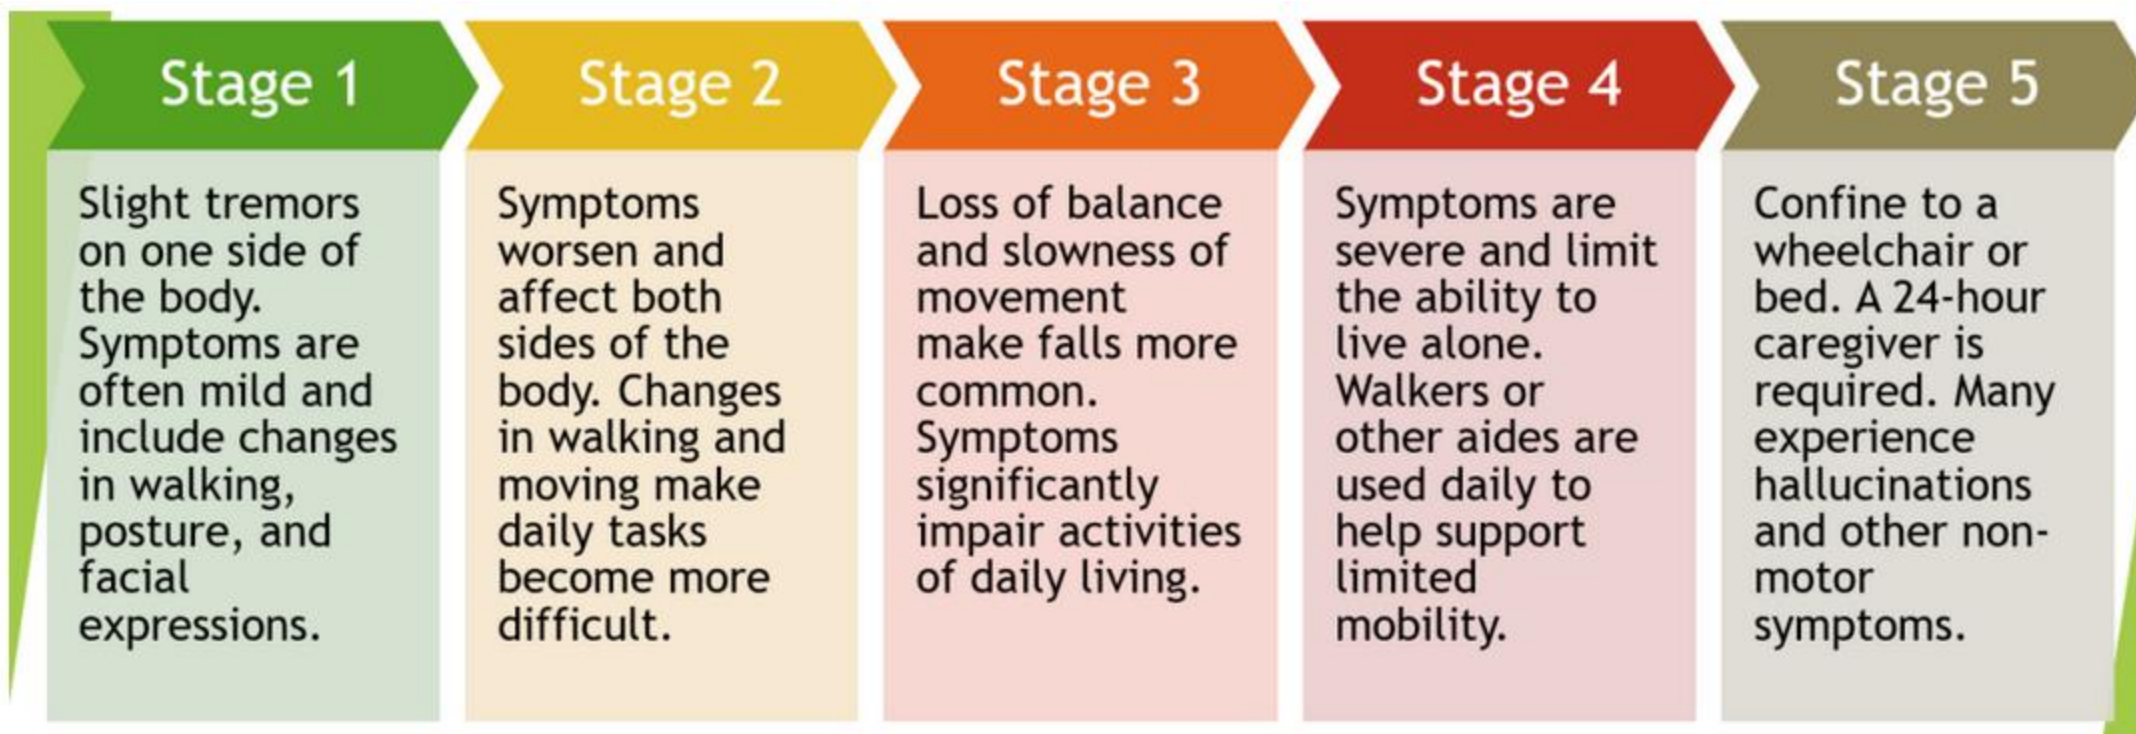 Stage 1
Slight tremors
on one side of
the body.
Symptoms are
often mild and
include changes
in walking,
posture, and
facial
expressions.
Stage 2
Symptoms
worsen and
affect both
sides of the
body. Changes
in walking and
moving make
daily tasks
become more
difficult.
Stage 3
Loss of balance
and slowness of
movement
make falls more
common.
Symptoms
significantly
impair activities
of daily living.
Stage 4
Symptoms are
severe and limit
the ability to
live alone.
Walkers or
other aides are
used daily to
help support
limited
mobility.
Stage 5
Confine to a
wheelchair or
bed. A 24-hour
caregiver is
required. Many
experience
hallucinations
and other non-
motor
symptoms.